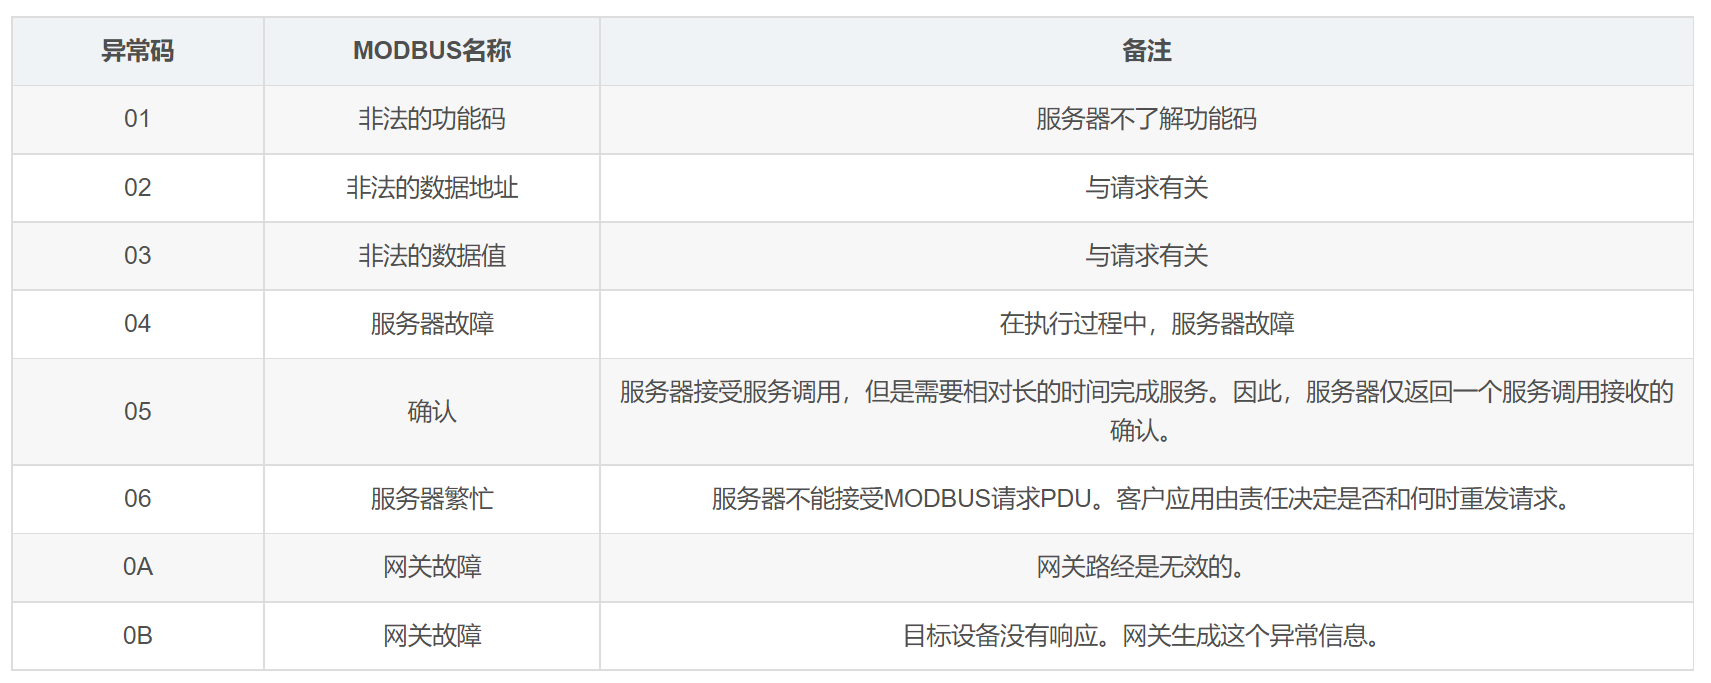 异常码 MODBUS名称 备注
01 非法的功能码 服务器不了解功能码
02 非法的数据地址 与请求有关
03 非法的数据值 与请求有关
04 服务器故障 在执行过程中，服务器故障
05 确认 服务器接受服务调用，但是需要相对长的时间完成服务。因此，服务器仅返回一个服务调用接收的
确认。
06 服务器繁忙 服务器不能接受MODBUS请求PDU。客户应用由责任决定是否和何时重发请求。
0A 网关故障 网关路经是无效的。
0B 网关故障 目标设备没有响应。网关生成这个异常信息。